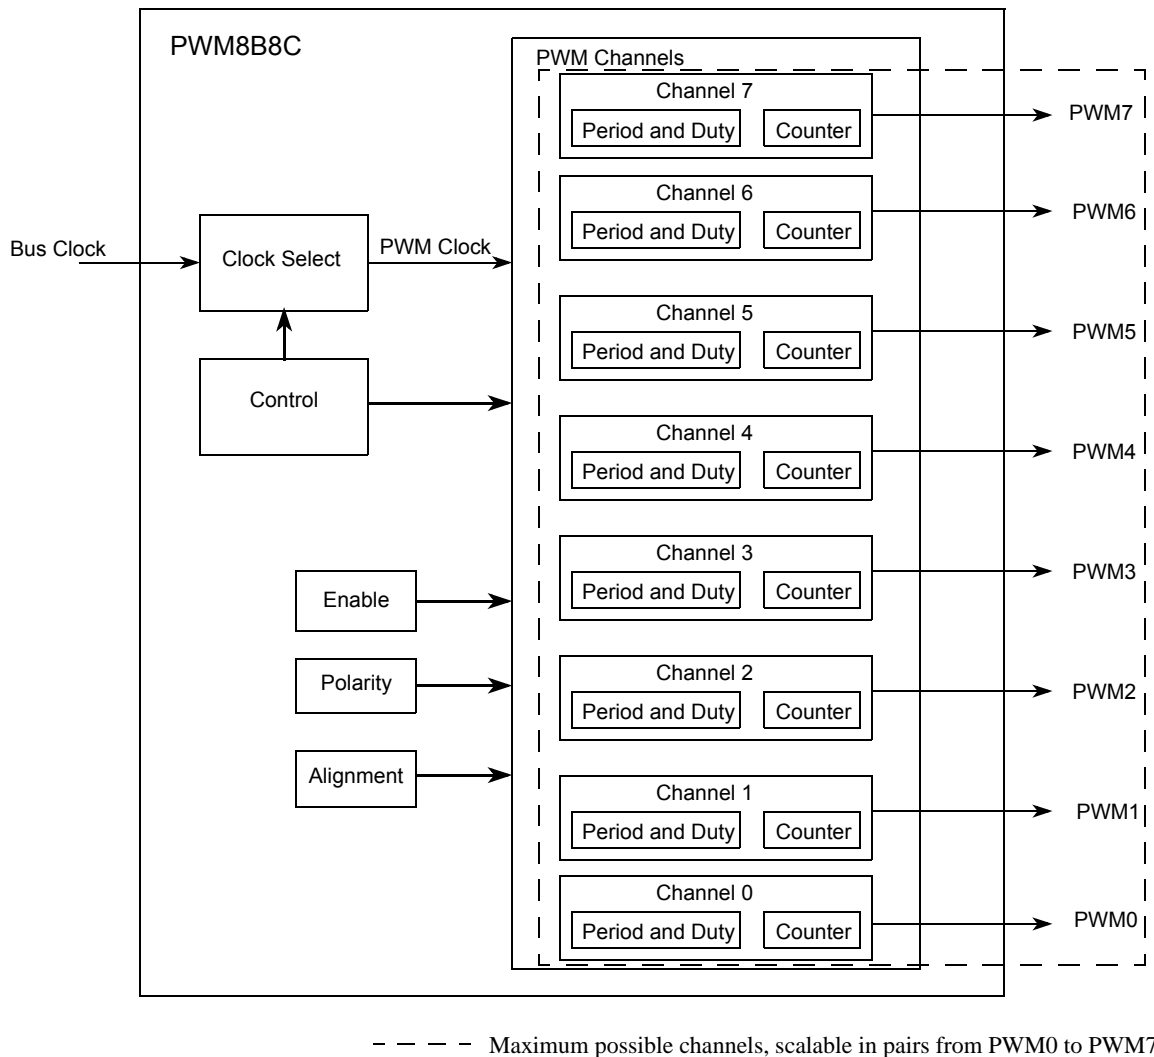 PWM8B8C
PWM Channels
Channel 7
Period and Duty
Counter
PWM7
Channel 6
Period and Duty
Counter
PWM6
Bus Clock
Clock Select
PWM Clock
Channel 5
Period and Duty
Counter
PWM5
Control
Channel 4
Period and Duty
Counter
PWM4
Channel 3
Period and Duty
Counter
PWM3
Enable
Channel 2
Period and Duty
Counter
PWM2
Polarity
Alignment
Channel 1
Period and Duty
Counter
PWM1
Channel 0
Period and Duty
Counter
PWM0
Maximum possible channels, scalable in pairs from PWM0 to PWM7